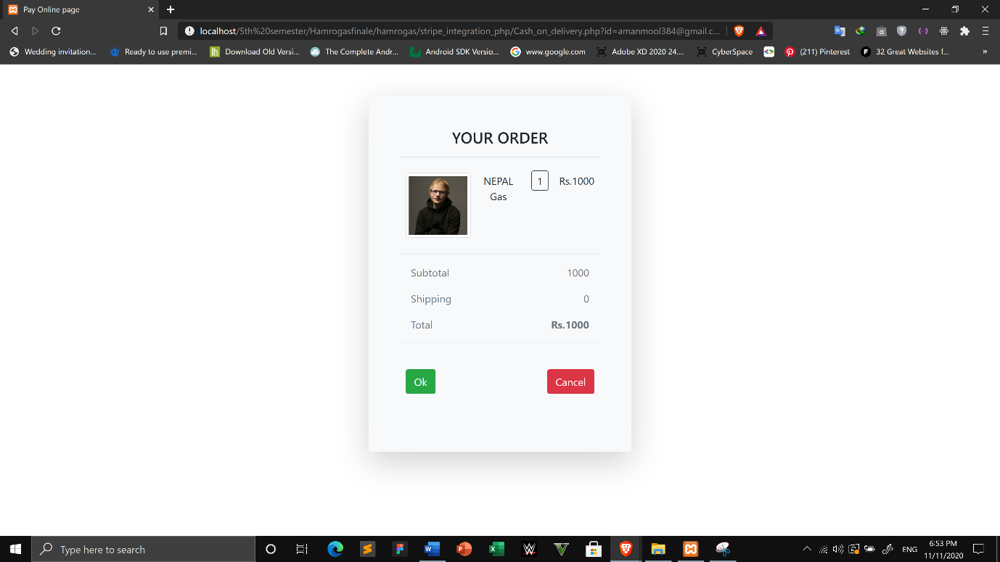 Pay Online page
localhost/5th%20semester/Hamrogasfinale/hamrogas/stripe_integration_php/Cash_on_delivery.php?id=amanmool384@gmail.c...
Wedding invitation... Ready to use premi... Download Old Versi... The Complete Andr... Android SDK Versio... www.google.com Adobe XD 2020 24.... CyberSpace (211) Pinterest 32 Great Websites f... »
YOUR ORDER
NEPAL 1 Rs.1000
Gas
Subtotal 1000
Shipping 0
Total Rs.1000
Ok Cancel
Type here to search
ENG
6:53 PM
11/11/2020